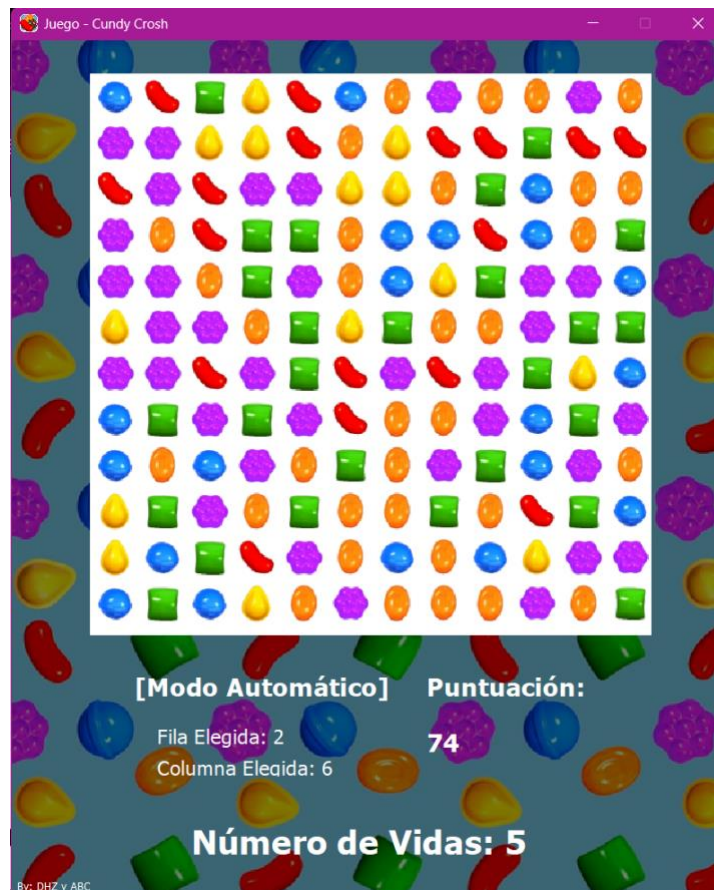 Juego - Cundy Crosh
[Modo Automático]
Puntuación:
Fila Elegida: 2
74
Columna Elegida: 6
Número de Vidas: 5
By: DHZ y ABC